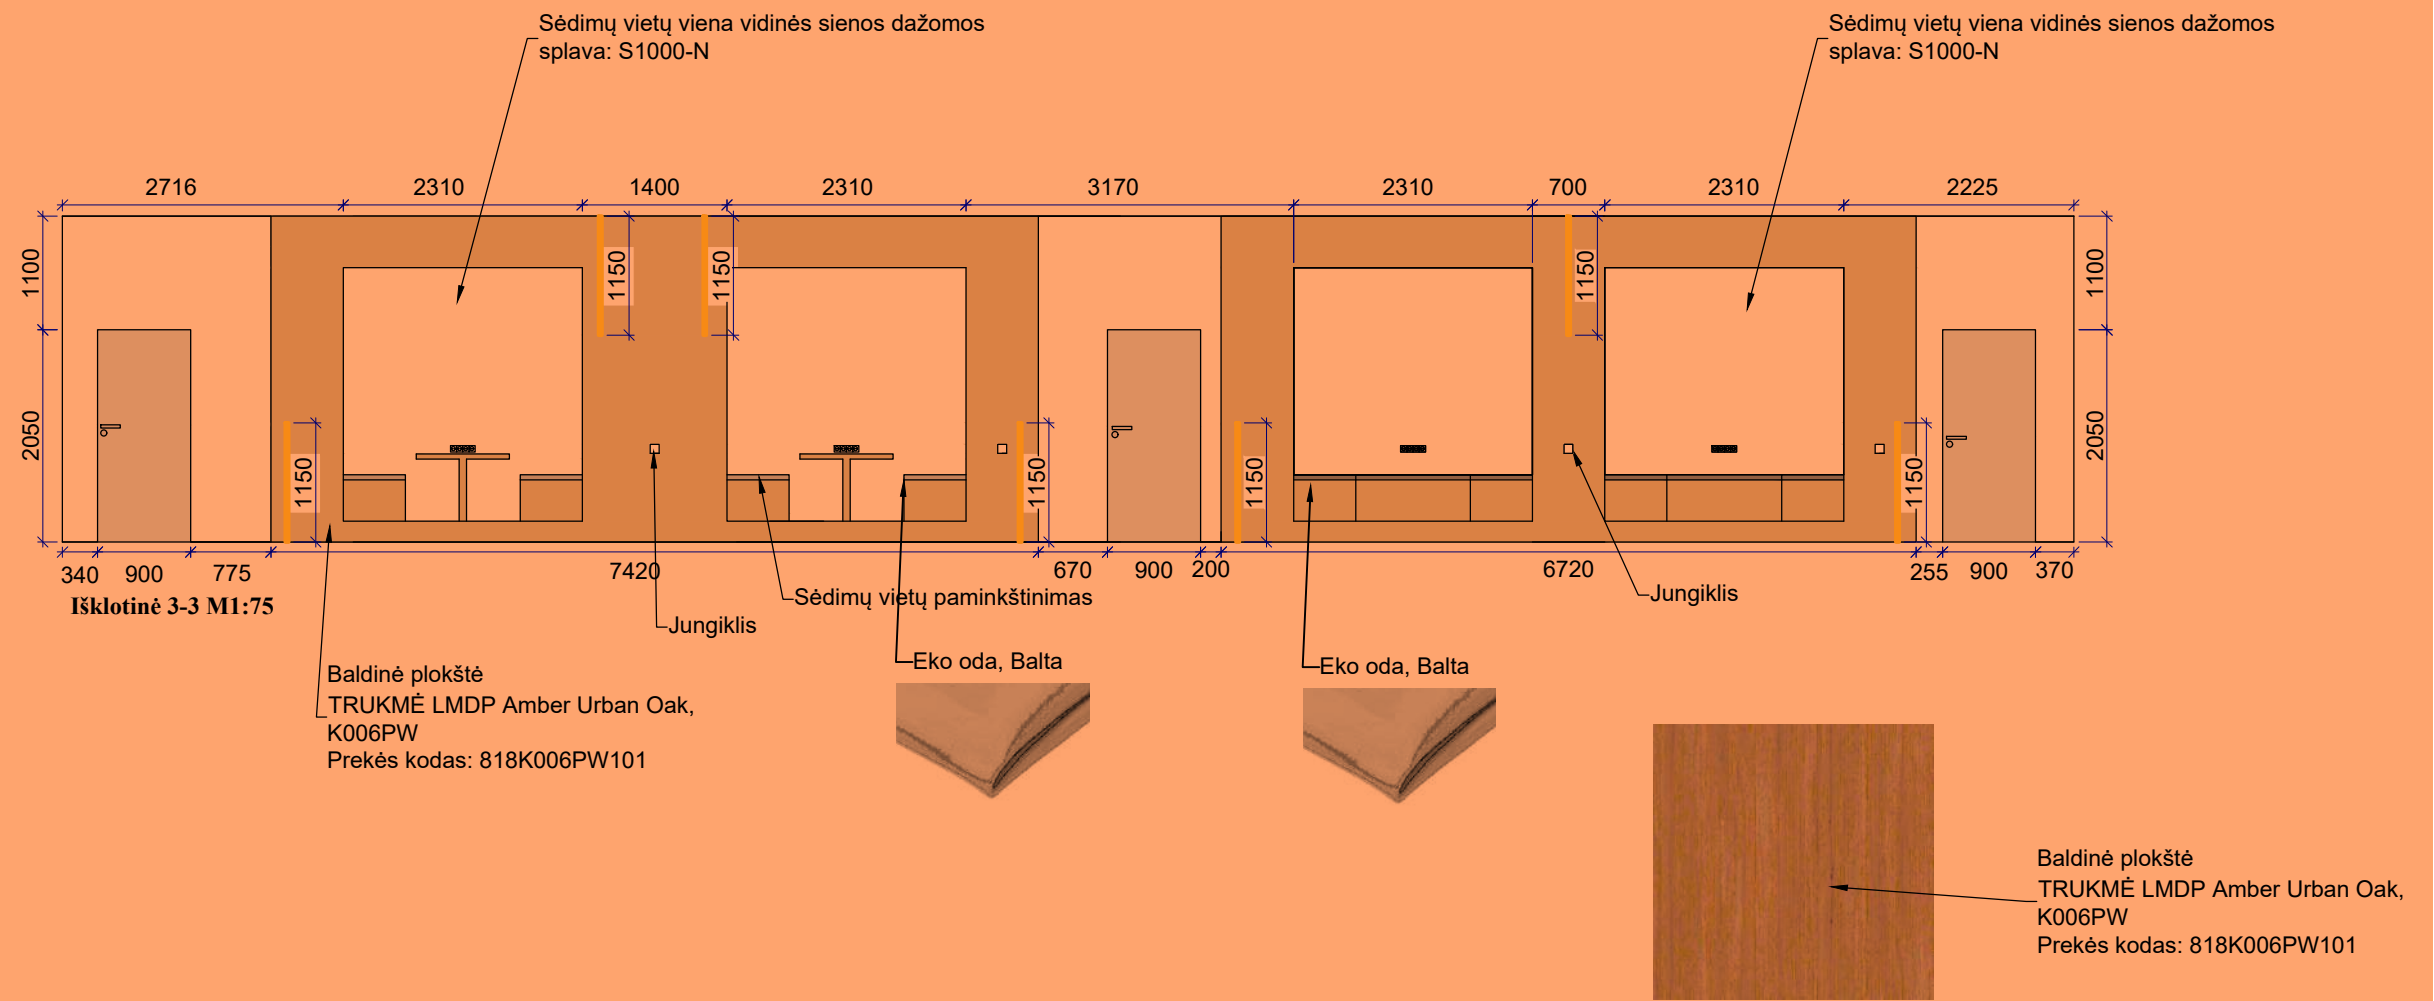 Sėdimų vietų viena vidinės sienos dažomos
splava: S1000-N
Sėdimų vietų viena vidinės sienos dažomos
splava: S1000-N
2716
2310
1400
2310
3170
2310
700
2310
2225
1100
2050
1150
1150
1150
1150
1150
1150
1150
1100
2050
340
900
775
7420
670
900
200
6720
255
900
370
Išklotinė 3-3 M1:75
Sėdimų vietų paminkštinimas
Jungiklis
Jungiklis
Eko oda, Balta
Eko oda, Balta
Baldinė plokštė
TRUKMĖ LMDP Amber Urban Oak,
K006PW
Prekės kodas: 818K006PW101
Baldinė plokštė
TRUKMĖ LMDP Amber Urban Oak,
K006PW
Prekės kodas: 818K006PW101